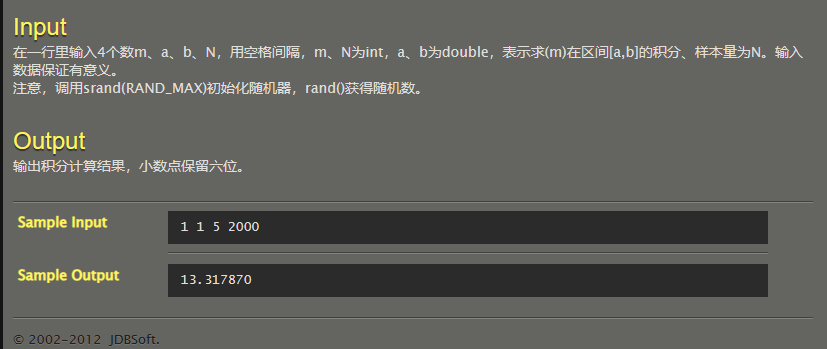 Input
在一行里输入4个数m、a、b、N，用空格间隔，m、N为int，a、b为double，表示求(m)在区间[a,b]的积分、样本量为N。输入
数据保证有意义。
注意，调用srand(RAND_MAX)初始化随机器，rand()获得随机数。
Output
输出积分计算结果，小数点保留六位。
Sample Input
1 1 5 2000
Sample Output
13.317870
© 2002-2012 JDBSoft.